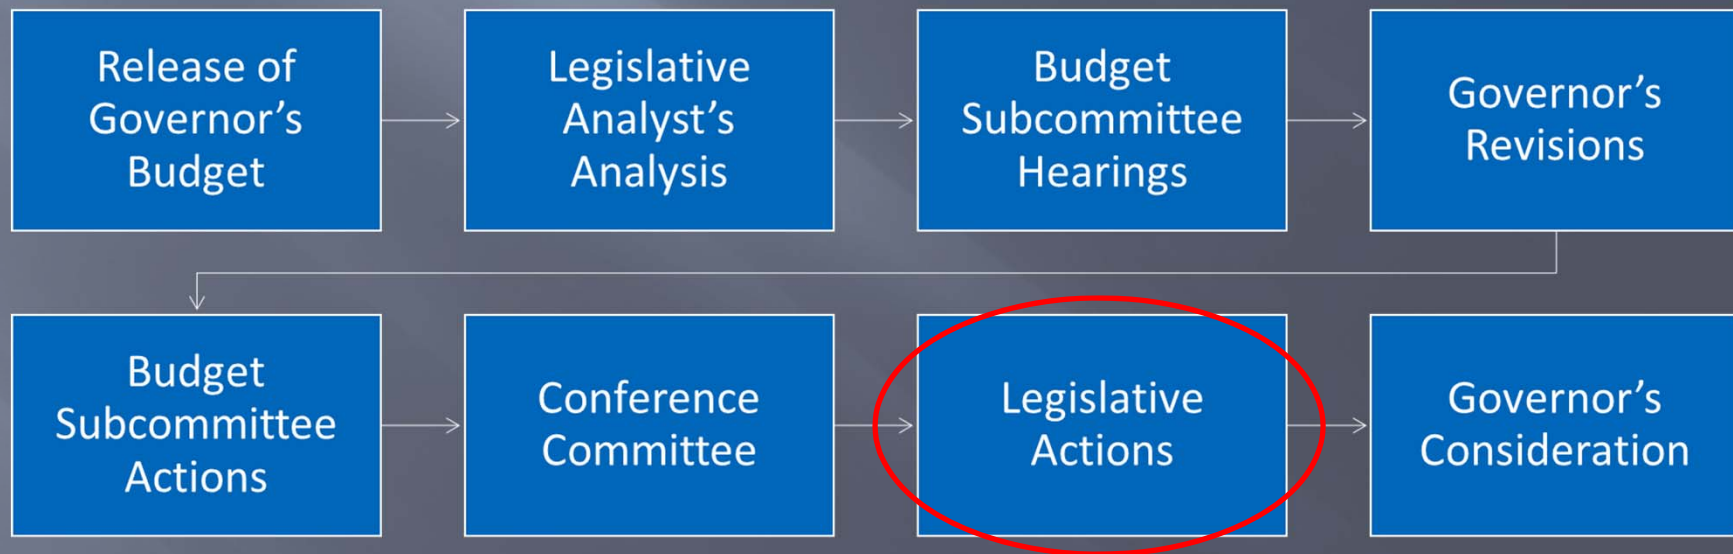 Release of
Governor’s
Budget
Legislative
Analyst’s
Analysis
Budget
Subcommittee
Hearings
Governor’s
Revisions
Budget
Subcommittee
Actions
Conference
Committee
Legislative
Actions
Governor’s
Consideration